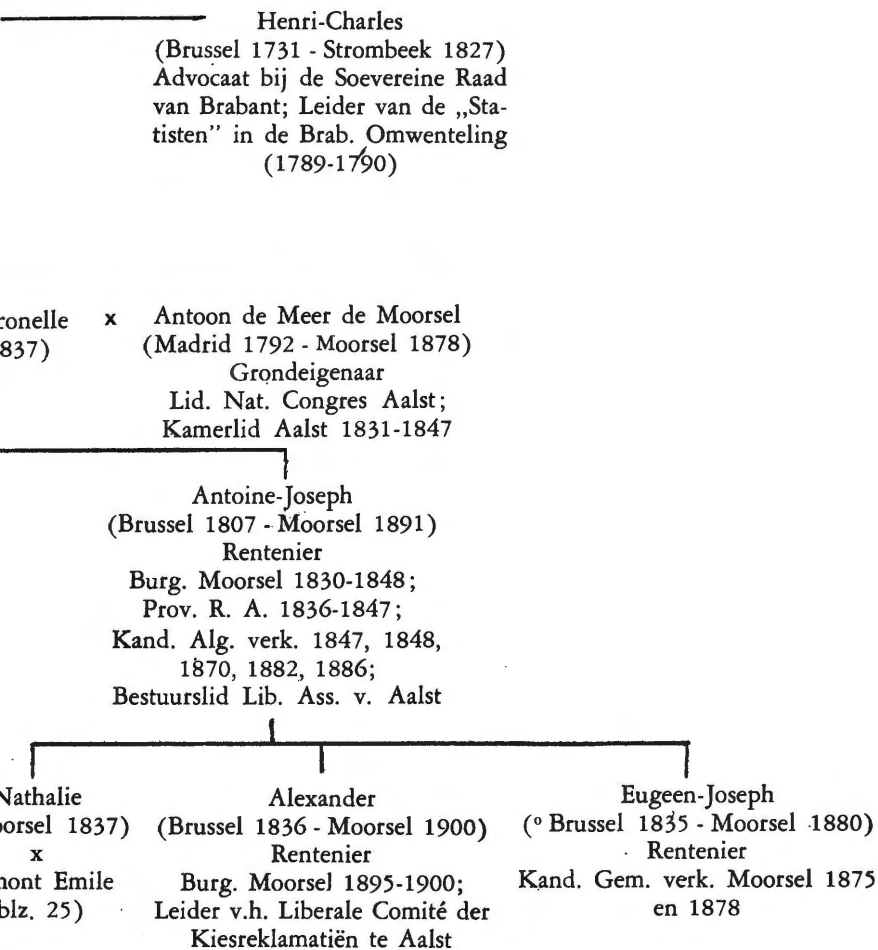 Henri-Charles
(Brussel 1731 - Strombeek 1827)
Advocaat bij de Soevereine Raad
van Brabant; Leider van de „Sta-
tisten" in de Brab. Omwenteling
(1789-1790)
ronelle x Antoon de Meer de Moorsel
837) (Madrid 1792 - Moorsel 1878)
Grondeigenaar
Lid. Nat. Congres Aalst;
Kamerlid Aalst 1831-1847
Antoine-Joseph
(Brussel 1807 - Moorsel 1891)
Rentenier
Burg. Moorsel 1830-1848;
Prov. R. A. 1836-1847;
Kand. Alg. verk. 1847, 1848,
1870, 1882, 1886;
Bestuurslid Lib. Ass. v. Aalst
Nathalie
oorsel 1837)
x
mont Emile
blz. 25)
Alexander
(Brussel 1836 - Moorsel 1900)
Rentenier
Burg. Moorsel 1895-1900;
Leider v.h. Liberale Comité der
Kiesreklamatiën te Aalst
Eugeen-Joseph
(° Brussel 1835 - Moorsel 1880)
Rentenier
Kand. Gem. verk. Moorsel 1875
en 1878